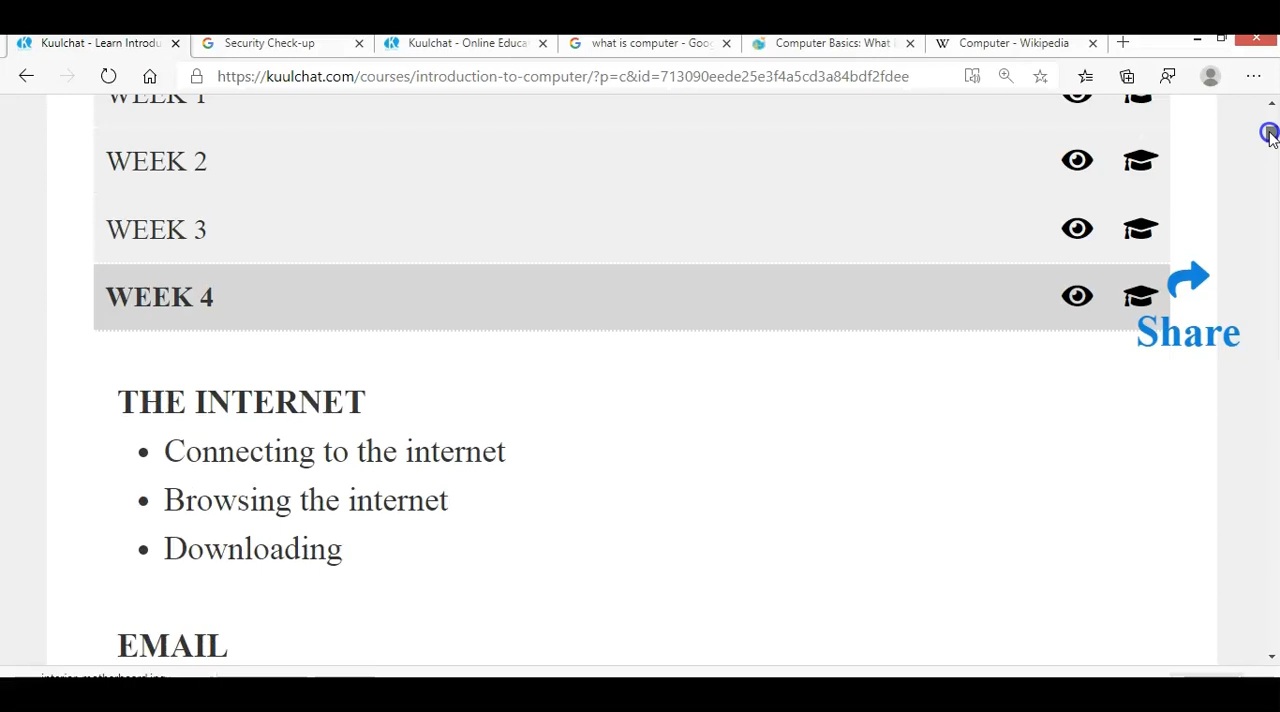 Kuulchat - Learn Introdu
Security Check-up
Kuulchat - Online Educa
what is computer - Goo
Computer Basics: What i
Computer - Wikipedia
https://kuulchat.com/courses/introduction-to-computer/?p=c&id=713090eede25e3f4a5cd3a84bdf2fdee
WEEK 1
WEEK 2
WEEK 3
WEEK 4
Share
THE INTERNET
• Connecting to the internet
• Browsing the internet
• Downloading
EMAIL